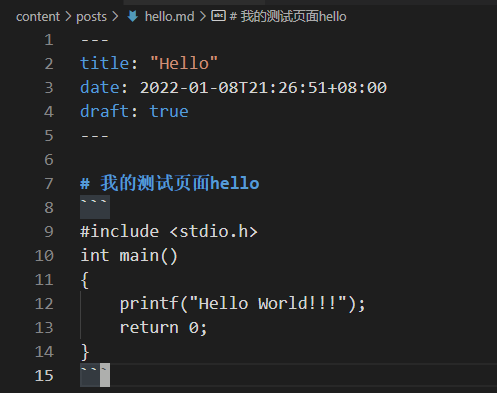 content > posts > hello.md > # 我的测试页面hello
1 ---
2 title: "Hello"
3 date: 2022-01-08T21:26:51+08:00
4 draft: true
5 ---
6
7 # 我的测试页面hello
8 ```
9 #include <stdio.h>
10 int main()
11 {
12     printf("Hello World!!!");
13     return 0;
14 }
15 ```